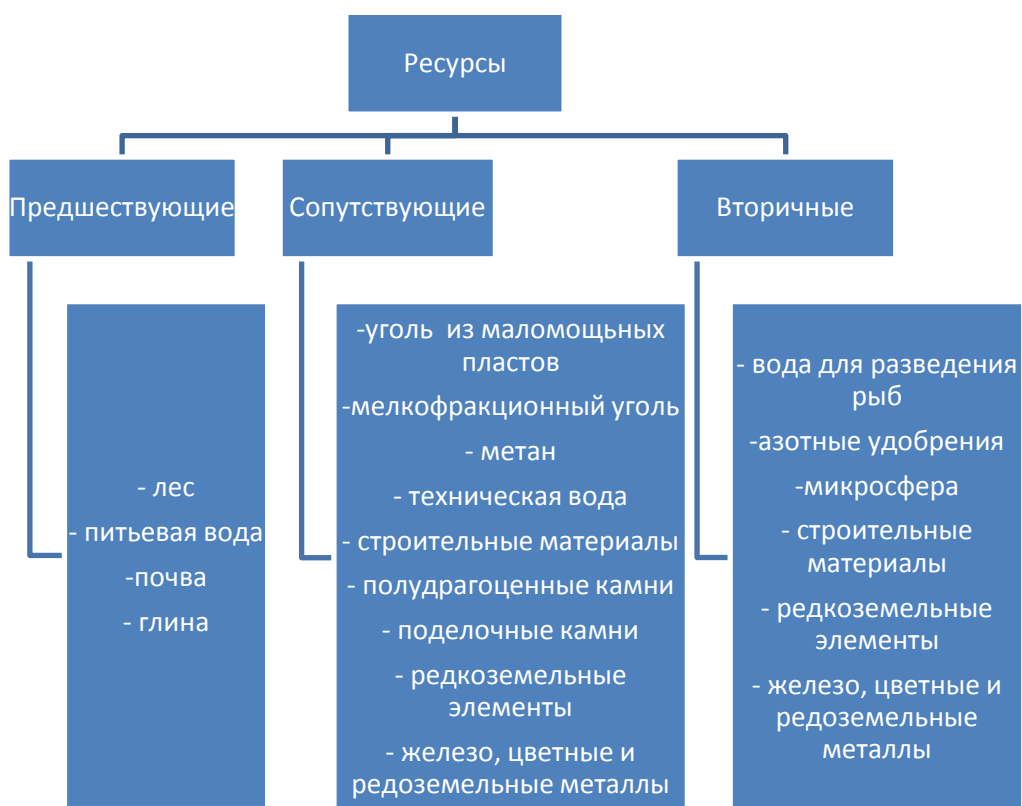 Ресурсы
Предшествующие
Сопутствующие
Вторичные
- лес
- питьевая вода
-почва
- глина
-уголь из маломощьных
пластов
-мелкофракционный уголь
- метан
- техническая вода
- строительные материалы
- полудрагоценные камни
- поделочные камни
- редкоземельные
элементы
- железо, цветные и
редоземельные металлы
- вода для разведения
рыб
-азотные удобрения
-микросфера
- строительные
материалы
- редкоземельные
элементы
- железо, цветные и
редоземельные
металлы